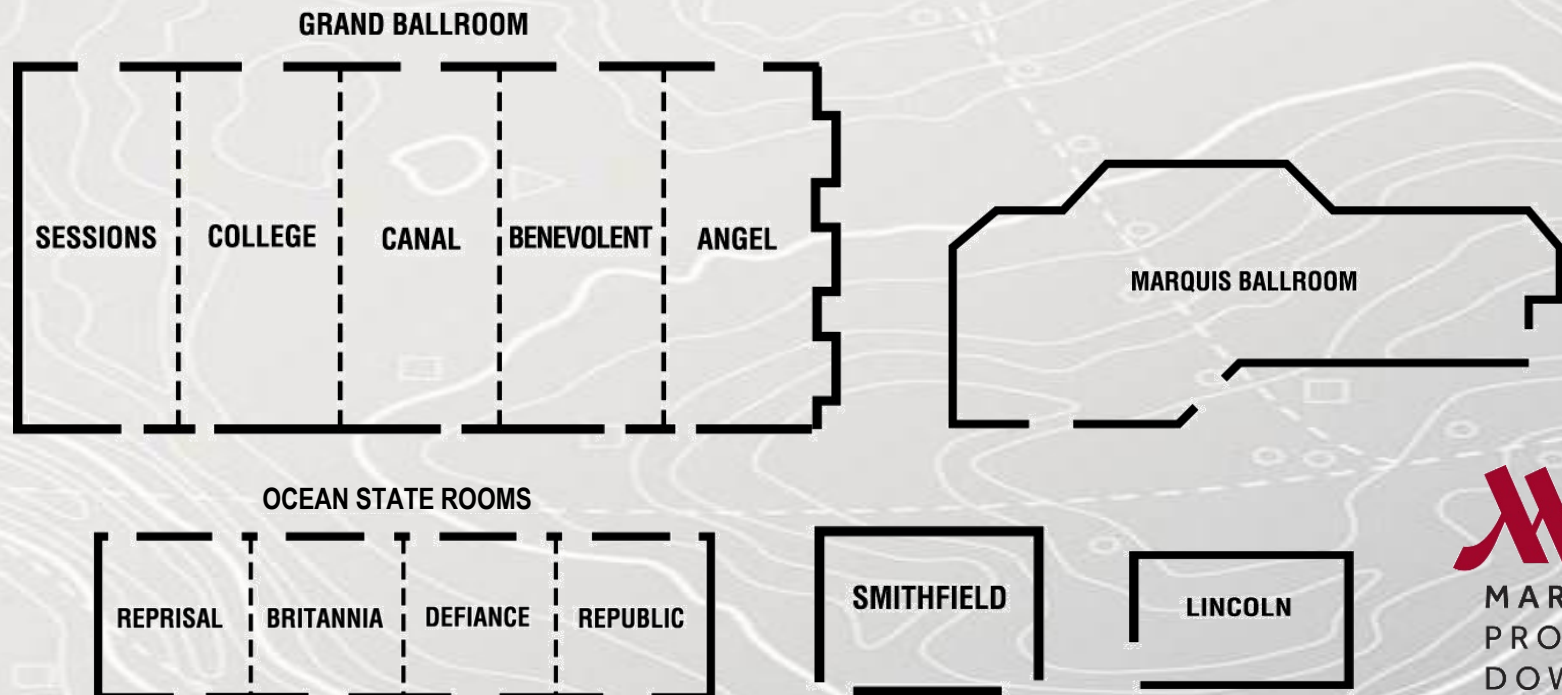 GRAND BALLROOM
SESSIONS
COLLEGE
CANAL
BENEVOLENT
ANGEL
MARQUIS BALLROOM
OCEAN STATE ROOMS
REPRISAL
BRITANNIA
DEFIANCE
REPUBLIC
SMITHFIELD
LINCOLN
MAR
PRO
DOW